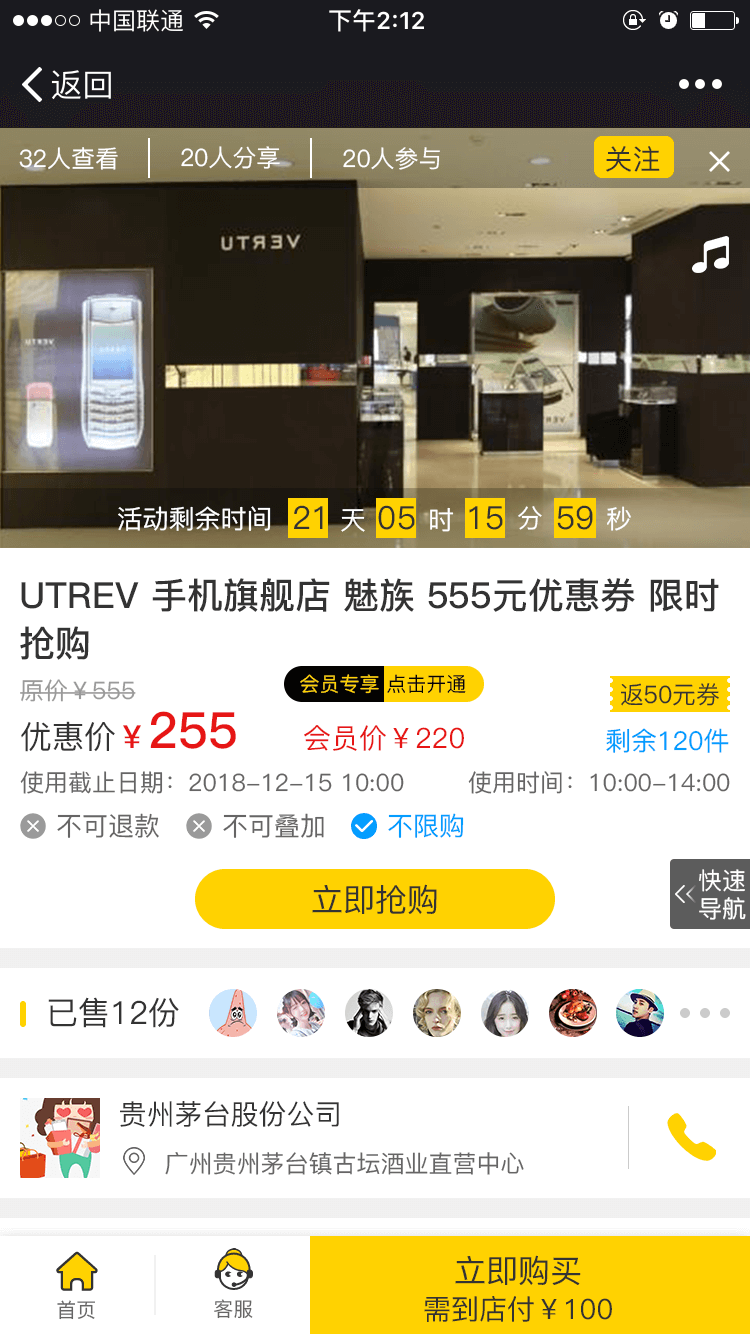 中国联通
下午2:12
返回
32人查看
20人分享
20人参与
关注
VERTU
活动剩余时间 21 天 05 时 15 分 59 秒
UTREV 手机旗舰店 魅族 555元优惠券 限时
抢购
原价￥555
会员专享 点击开通
返50元券
优惠价￥255
会员价￥220
剩余120件
使用截止日期：2018-12-15 10:00
使用时间：10:00-14:00
不可退款
不可叠加
不限购
立即抢购
快速
导航
已售12份
贵州茅台股份公司
广州贵州茅台镇古坛酒业直营中心
首页
客服
立即购买
需到店付￥100